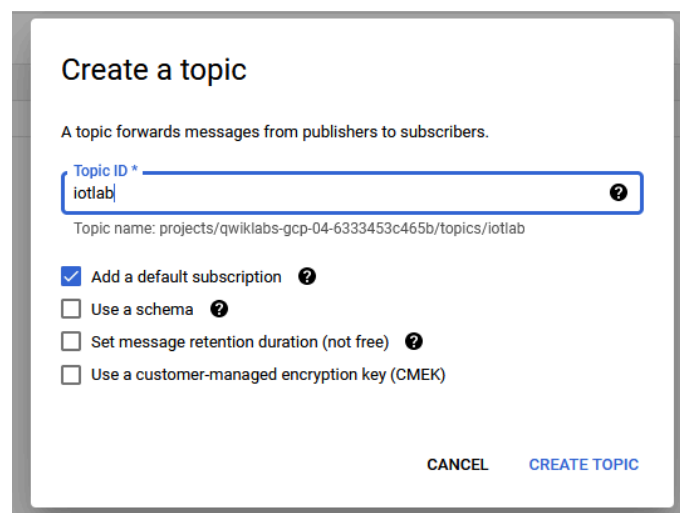 Create a topic
A topic forwards messages from publishers to subscribers.
Topic ID *
iotlab
Topic name: projects/qwiklabs-gcp-04-6333453c465b/topics/iotlab
Add a default subscription
Use a schema
Set message retention duration (not free)
Use a customer-managed encryption key (CMEK)
CANCEL CREATE TOPIC